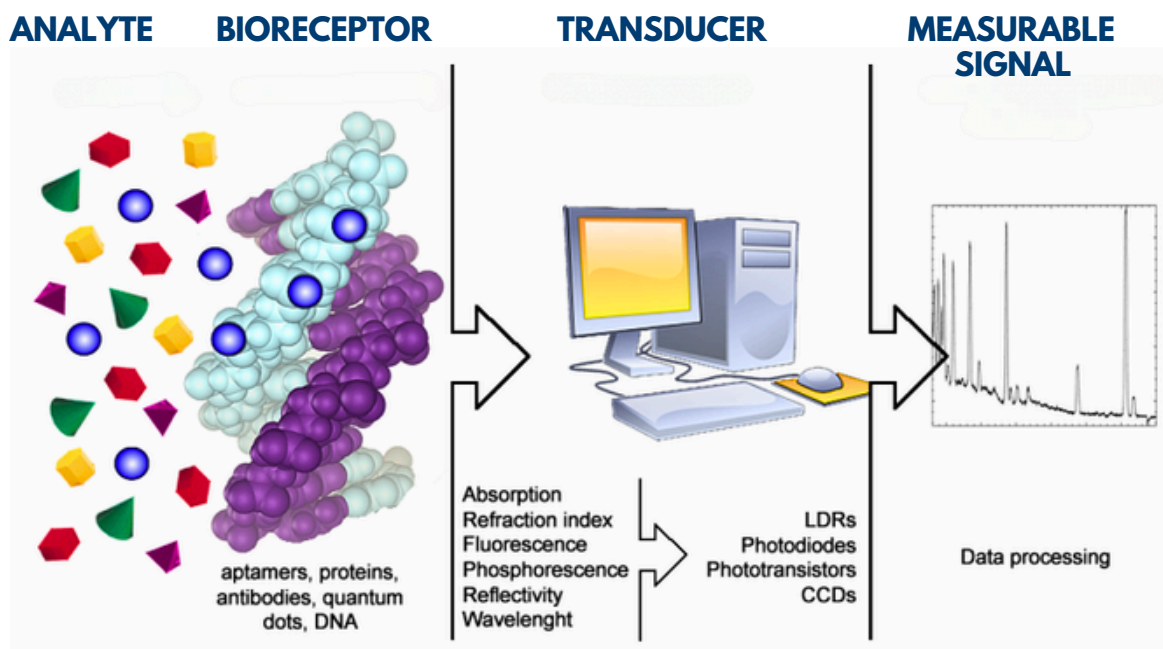 ANALYTE
BIORECEPTOR
TRANSDUCER
MEASURABLE
SIGNAL
aptamers, proteins,
antibodies, quantum
dots, DNA
Absorption
Refraction index
Fluorescence
Phosphorescence
Reflectivity
Wavelenght
LDRs
Photodiodes
Phototransistors
CCDs
Data processing